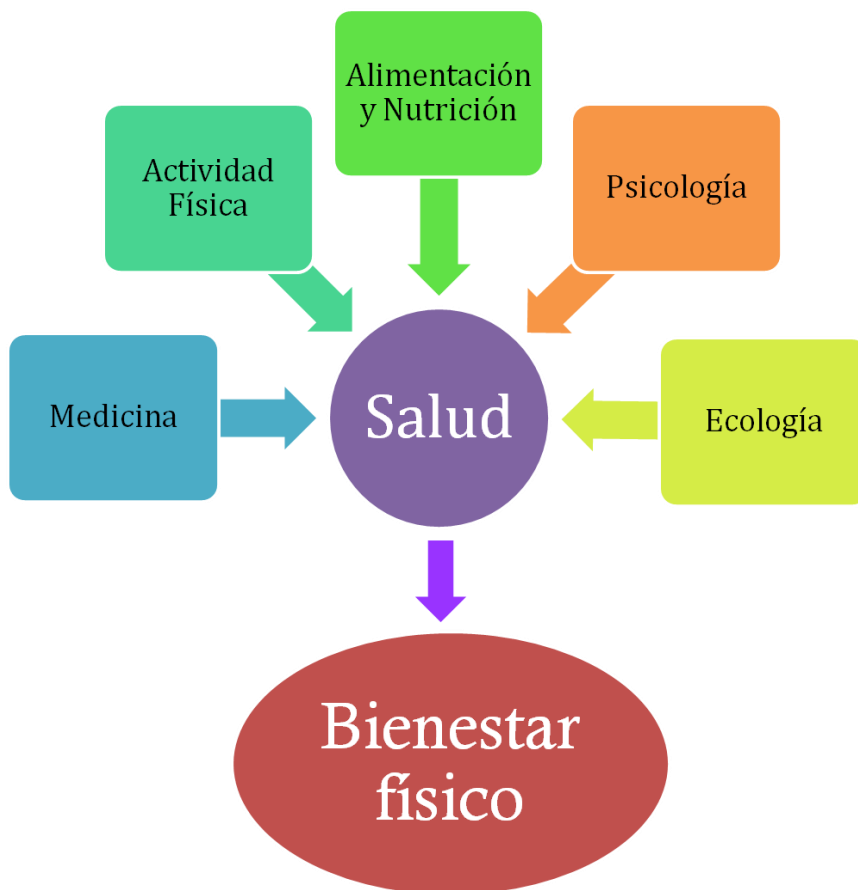 Alimentación
y Nutrición
Actividad
Física
Psicología
Medicina
Salud
Ecología
Bienestar
físico